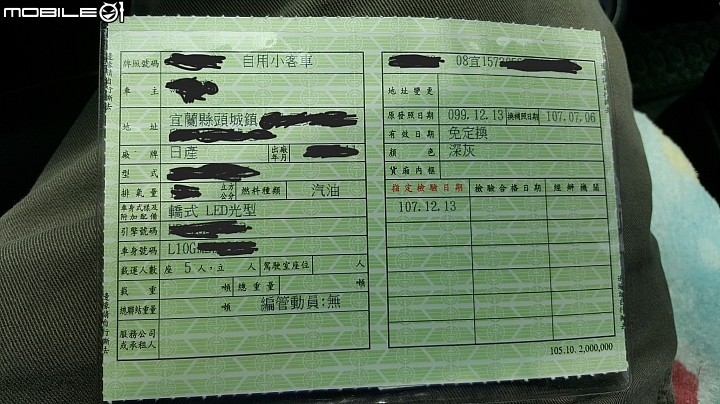 MOBILE01
牌照號碼 自用小客車
車主
地址 宜蘭縣頭城鎮
廠牌 日產 出廠年月
型式
排氣量 立方公分 燃料種類 汽油
車身式樣及附加配備 轎式 LED光型
引擎號碼
車身號碼 L10G
載運人數 座 5 人,立 人 駕駛室座位 人
載重 噸 總重量 噸
總聯結重量 噸 編管動員:無
服務公司或承租人
08宜1573
地址變更
原發照日期 099.12.13 換補照日期 107.07.06
有效日期 免定換
顏色 深灰
貨廂內框
指定檢驗日期 檢驗合格日期 經辦機關
107.12.13
105.10. 2,000,000